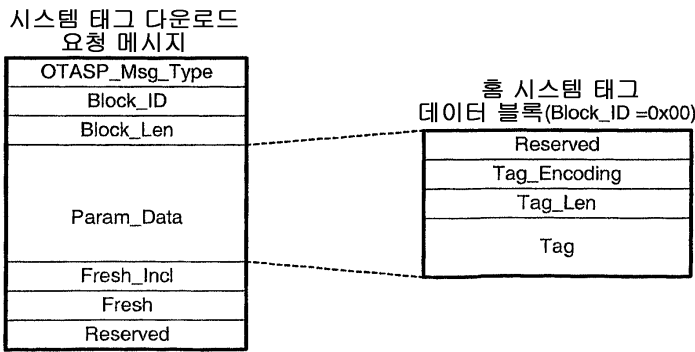 시스템 태그 다운로드
요청 메시지
OTASP_Msg_Type
Block_ID
Block_Len
Param_Data
Fresh_Incl
Fresh
Reserved
홈 시스템 태그
데이터 블록(Block_ID =0x00)
Reserved
Tag_Encoding
Tag_Len
Tag